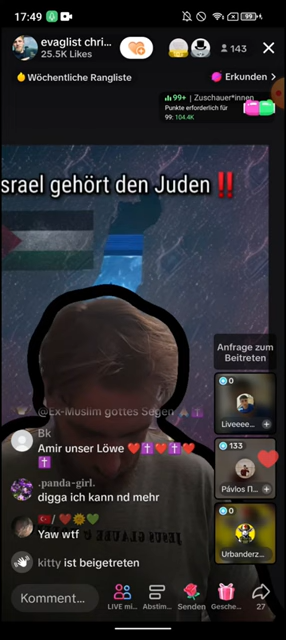 17:49
99
evaglist chri...
25.5K Likes
143
Wöchentliche Rangliste
Erkunden >
99+ | Zuschauer*innen
Punkte erforderlich für
99: 104.4K
srael gehört den Juden ‼️
Anfrage zum
Beitreten
@Ex-Muslim gottes Segen
0
Liveeee...
Bk
Amir unser Löwe ❤️✝️❤️✝️❤️
✝️
133
Pávlos Π...
.panda-girl.
digga ich kann nd mehr
Yaw wtf
0
Urbanderz...
kitty ist beigetreten
JESUS GLAUBE
Komment...
LIVE mi...
Abstim...
Senden
Gesche...
27